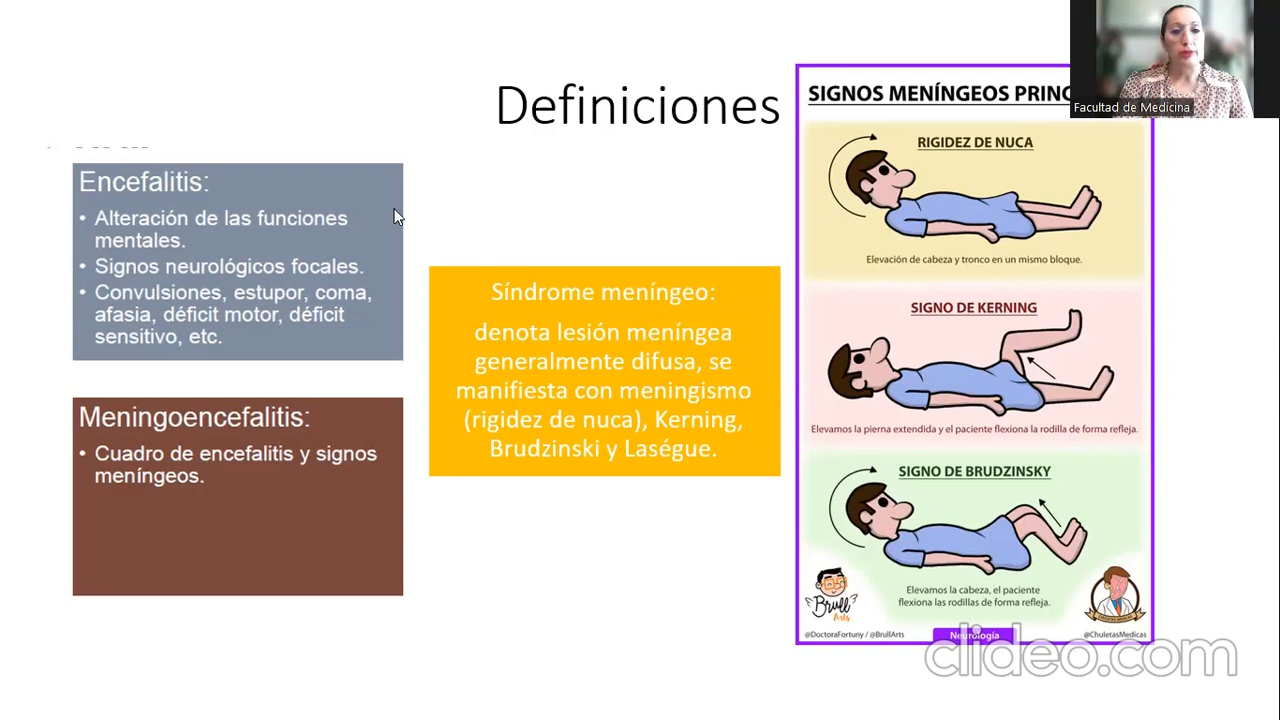 Definiciones
Encefalitis:
• Alteración de las funciones
mentales.
• Signos neurológicos focales.
• Convulsiones, estupor, coma,
afasia, déficit motor, déficit
sensitivo, etc.
Meningoencefalitis:
• Cuadro de encefalitis y signos
meníngeos.
Síndrome meníngeo:
denota lesión meníngea
generalmente difusa, se
manifiesta con meningismo
(rigidez de nuca), Kerning,
Brudzinski y Laségue.
SIGNOS MENÍNGEOS
RIGIDEZ DE NUCA
Elevación de cabeza y tronco en un mismo bloque.
SIGNO DE KERNING
Elevamos la pierna extendida y el paciente flexiona la rodilla de forma refleja.
SIGNO DE BRUDZINSKY
Elevamos la cabeza, el paciente
flexiona las rodillas de forma refleja.
Brull
Arts
@DoctoraFortuny / @BrullArts
Neurología
@ChuletasMedicas
Facultad de Medicina
clideo.com